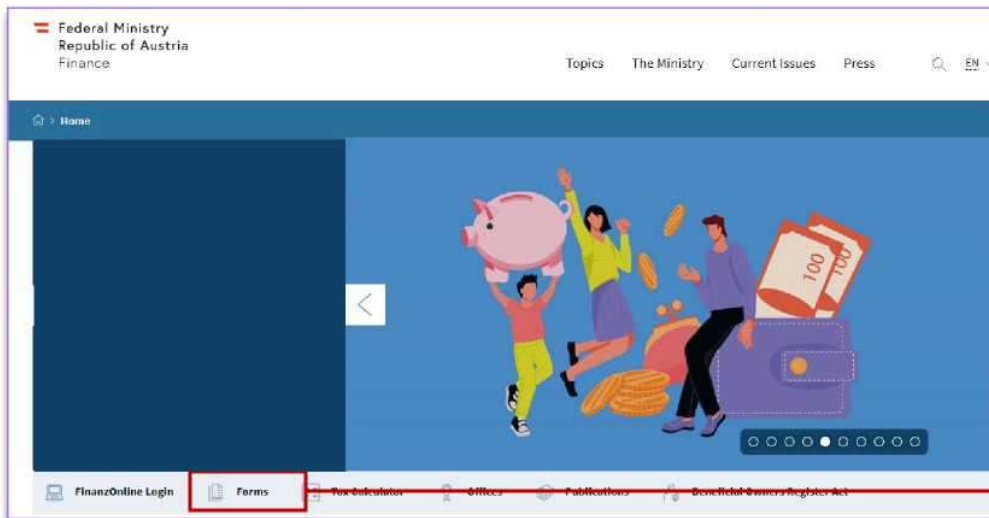 Federal Ministry
Republic of Austria
Finance
Topics The Ministry Current Issues Press EN
> Home
100
100
FinanzOnline Login Forms Tax Calculator Offices Publications Beneficial Owners Register Act